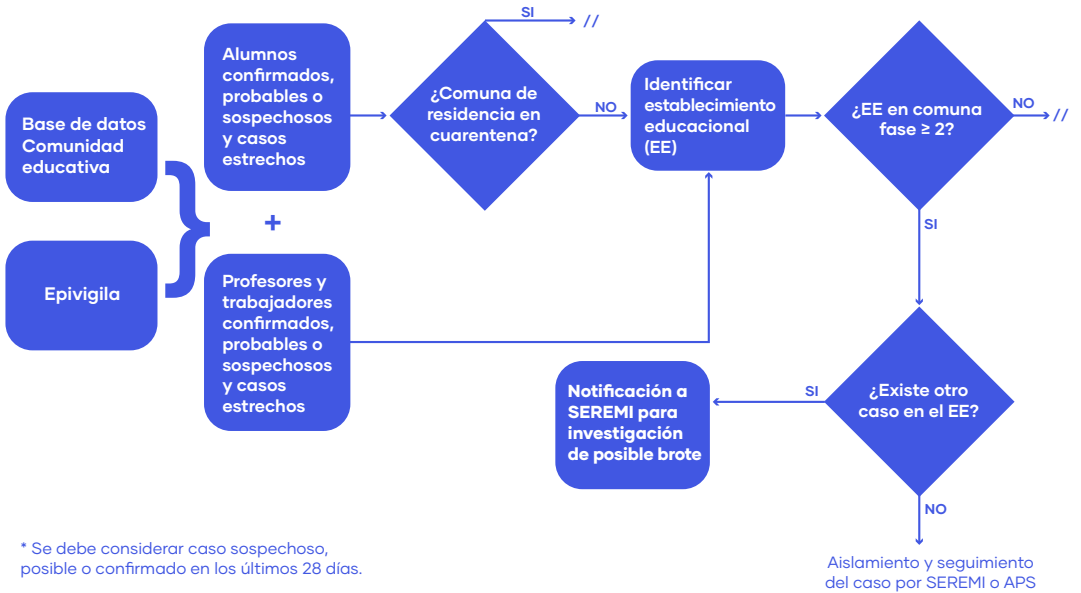 Base de datos
Comunidad
educativa
Epivigila
Alumnos
confirmados,
probables o
sospechosos
y casos
estrechos
+
Profesores y
trabajadores
confirmados,
probables o
sospechosos
y casos
estrechos
¿Comuna de
residencia en
cuarentena?
SI
//
NO
Identificar
establecimiento
educacional
(EE)
¿EE en comuna
fase ≥ 2?
NO
//
SI
¿Existe otro
caso en el EE?
SI
Notificación a
SEREMI para
investigación
de posible brote
NO
Aislamiento y seguimiento
del caso por SEREMI o APS
* Se debe considerar caso sospechoso,
posible o confirmado en los últimos 28 días.